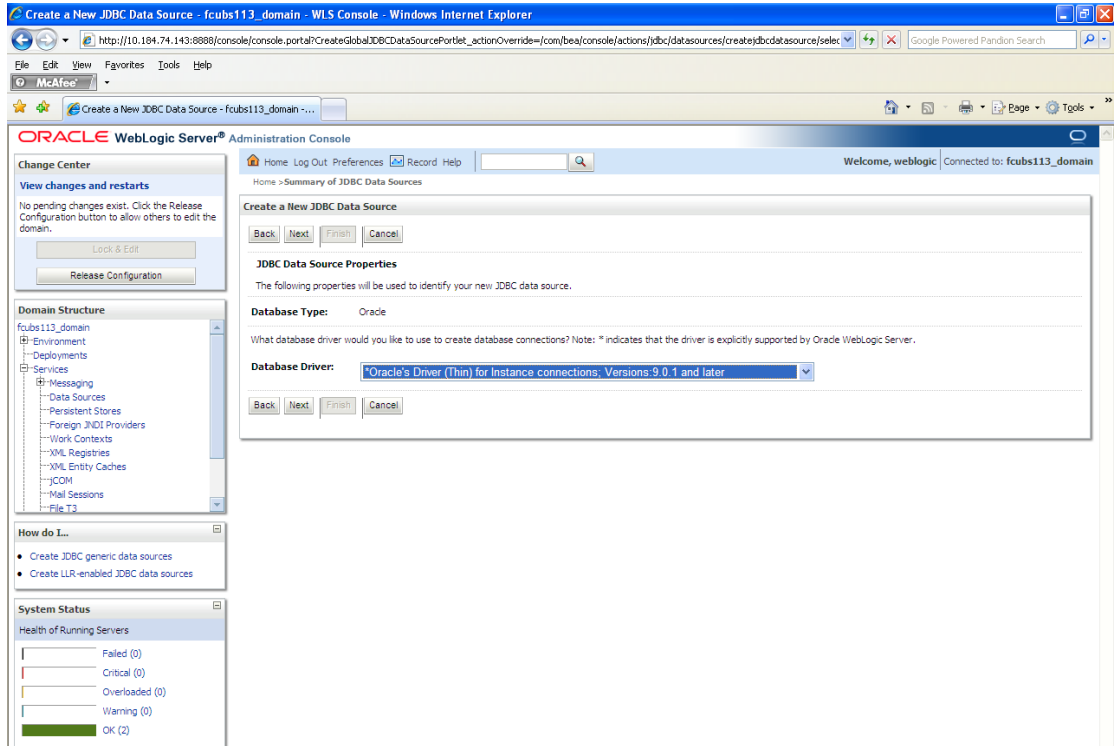 Create a New JDBC Data Source - fcubs113_domain - WLS Console - Windows Internet Explorer
http://10.184.74.143:8888/console/console.portal?CreateGlobalJDBCDataSourcePortlet_actionOverride=/com/bea/console/actions/jdbc/datasources/createjdbcdatasource/selec
Google Powered Pandion Search
File Edit View Favorites Tools Help
McAfee
Create a New JDBC Data Source - fcubs113_domain -...
Page Tools »
ORACLE WebLogic Server® Administration Console
Change Center
View changes and restarts
No pending changes exist. Click the Release
Configuration button to allow others to edit the
domain.
Lock & Edit
Release Configuration
Domain Structure
fcubs113_domain
Environment
Deployments
Services
Messaging
Data Sources
Persistent Stores
Foreign JNDI Providers
Work Contexts
XML Registries
XML Entity Caches
jCOM
Mail Sessions
File T3
How do I...
Create JDBC generic data sources
Create LLR-enabled JDBC data sources
System Status
Health of Running Servers
Failed (0)
Critical (0)
Overloaded (0)
Warning (0)
OK (2)
Home Log Out Preferences Record Help
Welcome, weblogic Connected to: fcubs113_domain
Home >Summary of JDBC Data Sources
Create a New JDBC Data Source
Back Next Finish Cancel
JDBC Data Source Properties
The following properties will be used to identify your new JDBC data source.
Database Type: Oracle
What database driver would you like to use to create database connections? Note: * indicates that the driver is explicitly supported by Oracle WebLogic Server.
Database Driver: *Oracle's Driver (Thin) for Instance connections; Versions:9.0.1 and later
Back Next Finish Cancel